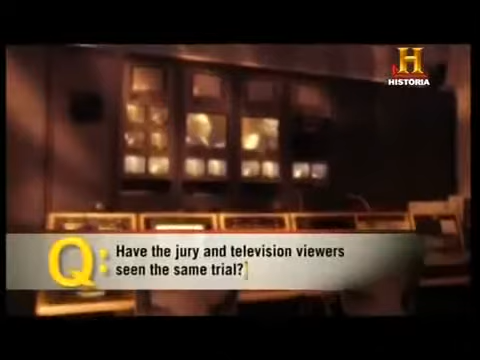 H
HISTORIA
Q:
Have the jury and television viewers
seen the same trial?